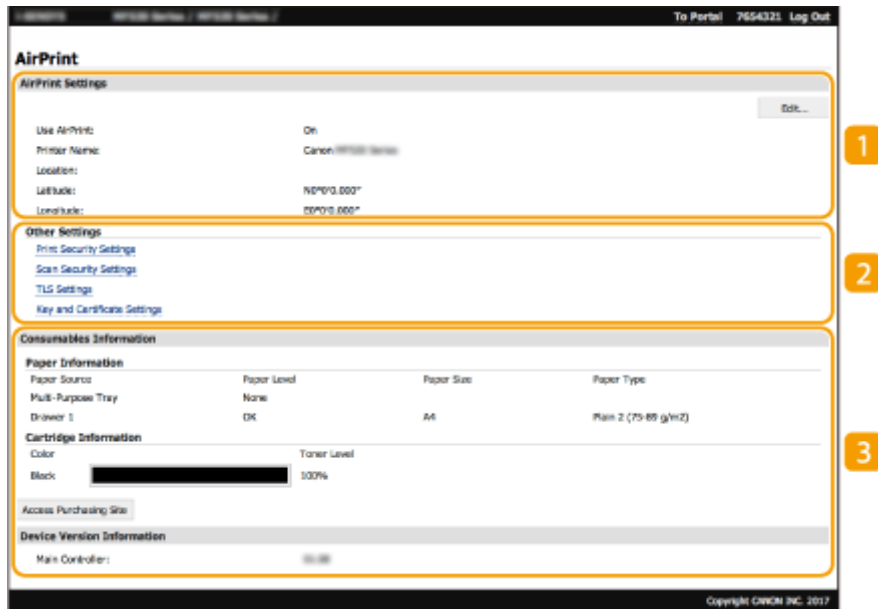 To Portal 7654321 Log Out
AirPrint
AirPrint Settings
Edit...
1
Use AirPrint: On
Printer Name: Canon
Location:
Latitude: N0°0'0.000"
Longitude: E0°0'0.000"
Other Settings
Print Security Settings
Scan Security Settings
2
TLS Settings
Key and Certificate Settings
Consumables Information
Paper Information
Paper Source Paper Level Paper Size Paper Type
Multi-Purpose Tray None
Drawer 1 OK A4 Plain 2 (75-89 g/m2)
Cartridge Information
3
Color Toner Level
Black 100%
Access Purchasing Site
Device Version Information
Main Controller:
Copyright CANON INC. 2017